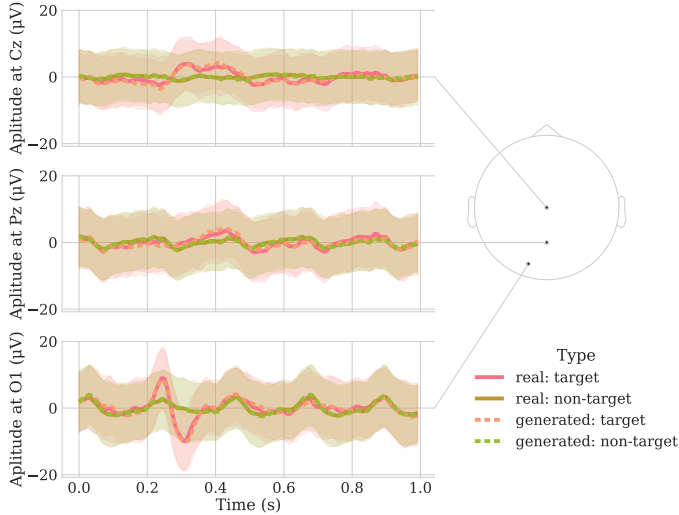 Aplitude at Cz (μV)
20
0
−20
Aplitude at Pz (μV)
20
0
−20
Aplitude at O1 (μV)
20
0
−20
0.0 0.2 0.4 0.6 0.8 1.0
Time (s)
Type
real: target
real: non-target
generated: target
generated: non-target